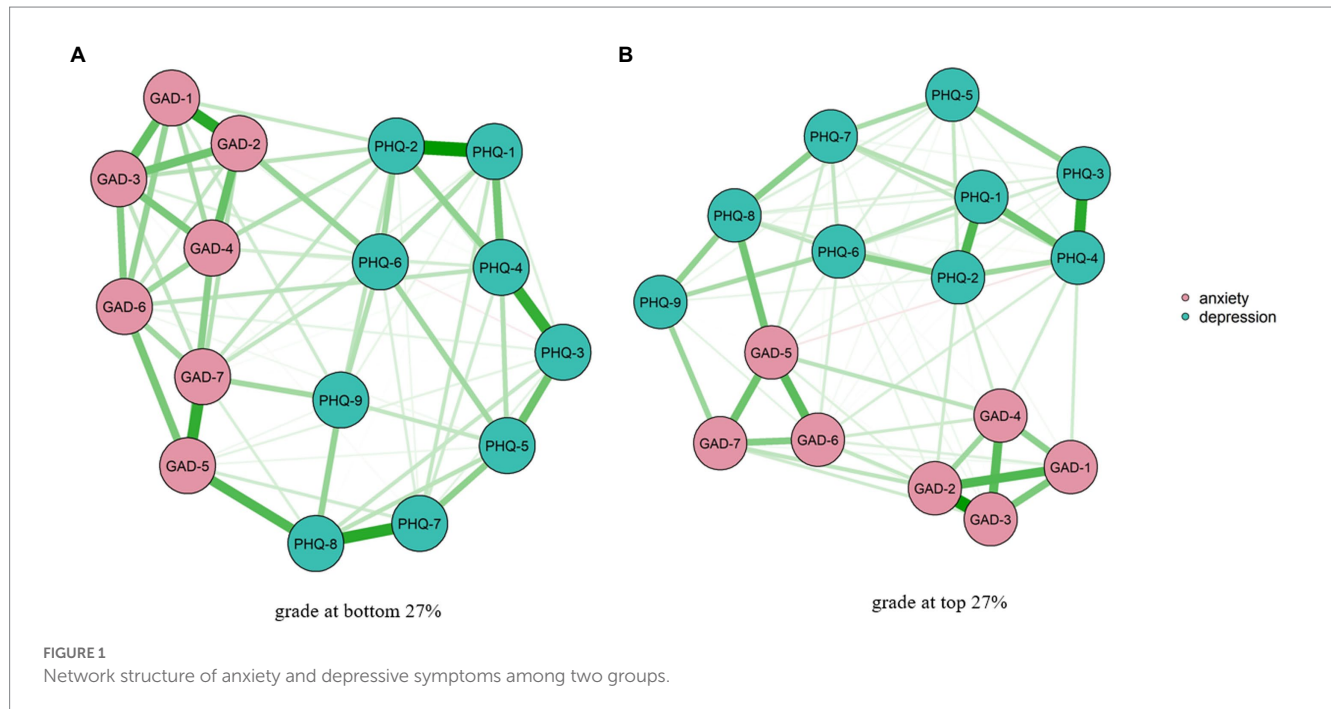 A
B
GAD-1
GAD-2
GAD-3
GAD-4
GAD-6
GAD-7
GAD-5
PHQ-2
PHQ-1
PHQ-6
PHQ-4
PHQ-3
PHQ-9
PHQ-5
PHQ-7
PHQ-8
grade at bottom 27%
PHQ-5
PHQ-7
PHQ-3
PHQ-1
PHQ-8
PHQ-6
PHQ-4
PHQ-2
PHQ-9
GAD-5
GAD-4
GAD-7
GAD-6
GAD-1
GAD-2
GAD-3
grade at top 27%
anxiety
depression
FIGURE 1
Network structure of anxiety and depressive symptoms among two groups.